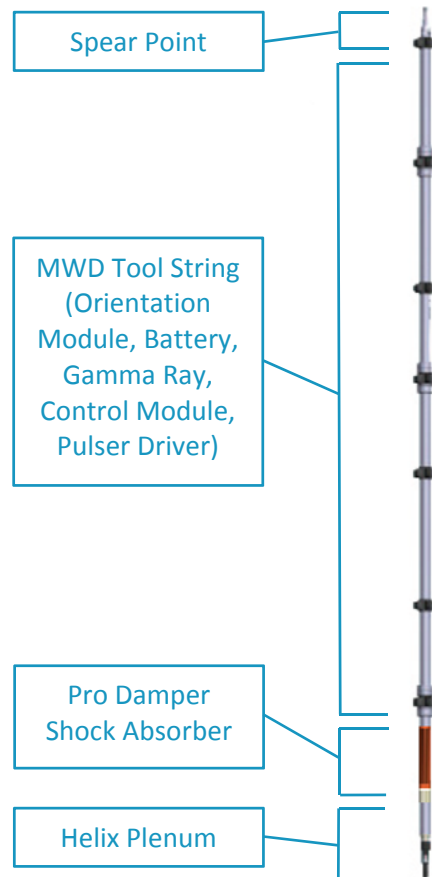 Spear Point
MWD Tool String
(Orientation
Module, Battery,
Gamma Ray,
Control Module,
Pulser Driver)
Pro Damper
Shock Absorber
Helix Plenum